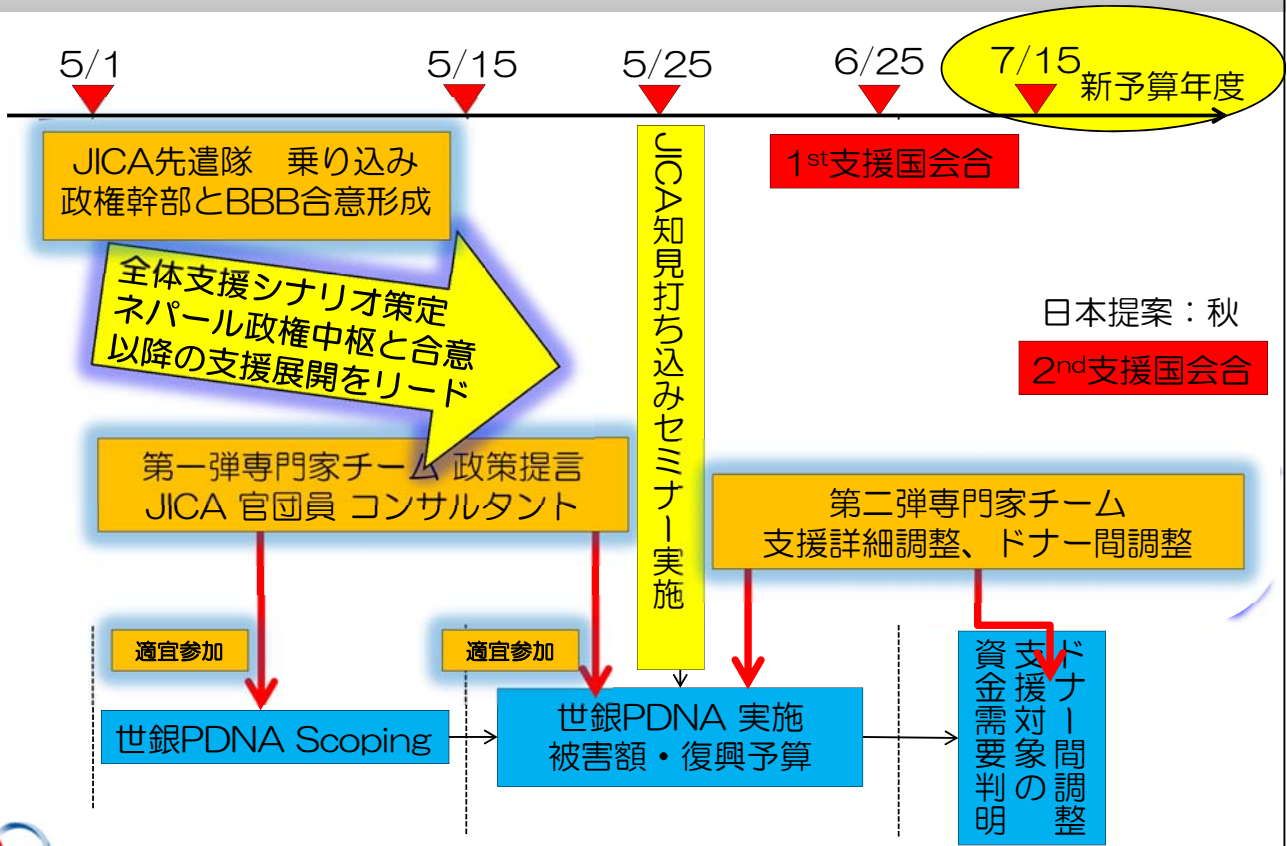 5/1
5/15
5/25
6/25
7/15
新予算年度
JICA先遣隊　乗り込み
政権幹部とBBB合意形成
全体支援シナリオ策定
ネパール政権中枢と合意
以降の支援展開をリード
JICA知見打ち込みセミナー実施
1st支援国会合
日本提案：秋
2nd支援国会合
第一弾専門家チーム 政策提言
JICA 官団員 コンサルタント
第二弾専門家チーム
支援詳細調整、ドナー間調整
適宜参加
適宜参加
世銀PDNA Scoping
世銀PDNA 実施
被害額・復興予算
ドナー間調整
支援対象の
資金需要判明